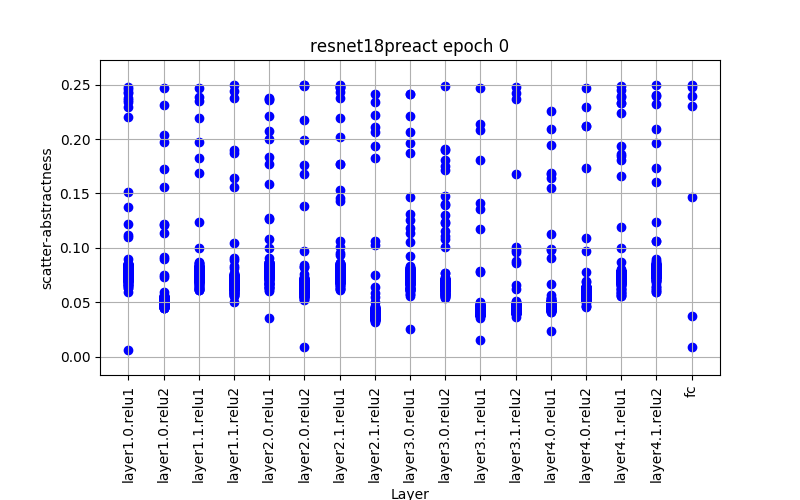 resnet18preact epoch 0
scatter-abstractness
0.25
0.20
0.15
0.10
0.05
0.00
layer1.0.relu1
layer1.0.relu2
layer1.1.relu1
layer1.1.relu2
layer2.0.relu1
layer2.0.relu2
layer2.1.relu1
layer2.1.relu2
layer3.0.relu1
layer3.0.relu2
layer3.1.relu1
layer3.1.relu2
layer4.0.relu1
layer4.0.relu2
layer4.1.relu1
layer4.1.relu2
fc
Layer